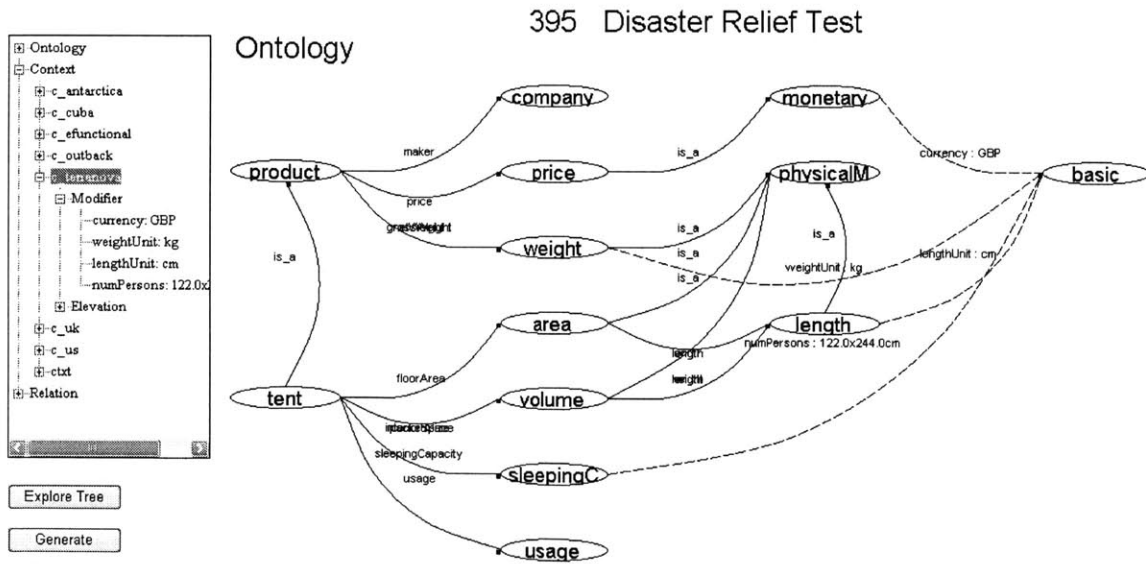 395 Disaster Relief Test
Ontology
Ontology
Context
c_antarctica
c_cuba
c_efunctional
c_outback
Modifier
currency: GBP
weightUnit: kg
lengthUnit: cm
numPersons: 122.0x2
Elevation
c_uk
c_us
ctxt
Relation
Explore Tree
Generate
company
monetary
maker
is_a
currency : GBP
product
price
physicalM
basic
price
is_a
is_a
weight
is_a
weightUnit : kg
lengthUnit : cm
is_a
is_a
area
length
numPersons : 122.0x244.0cm
length
floorArea
tent
volume
sleepingCapacity
sleepingC
usage
usage